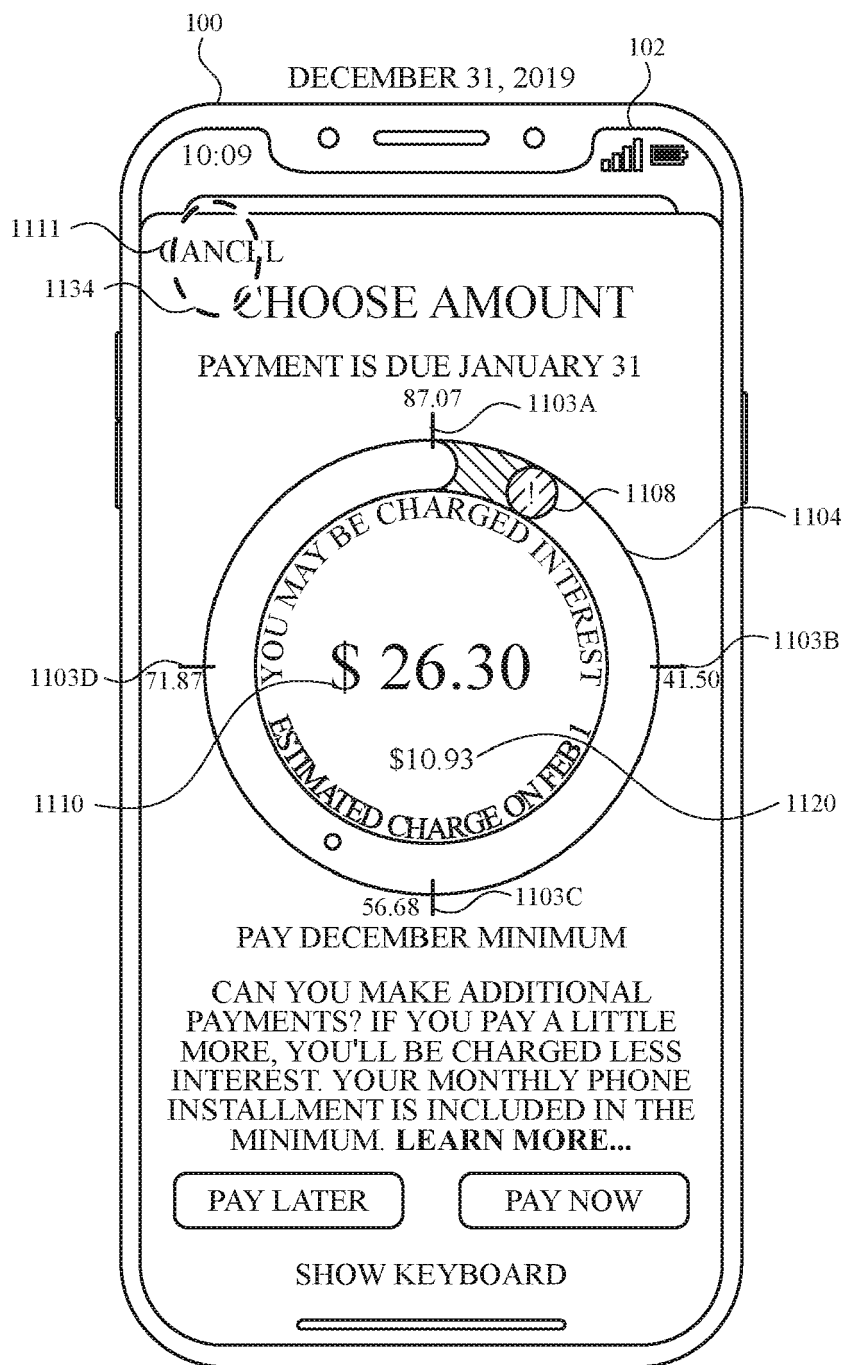 100
DECEMBER 31, 2019
102
10:09
1111
CANCEL
1134
CHOOSE AMOUNT
PAYMENT IS DUE JANUARY 31
87.07
1103A
1108
1104
YOU MAY BE CHARGED INTEREST
!
1103D
71.87
$ 26.30
1103B
41.50
$10.93
ESTIMATED CHARGE ON FEB 1
1110
1120
56.68
1103C
PAY DECEMBER MINIMUM
CAN YOU MAKE ADDITIONAL
PAYMENTS? IF YOU PAY A LITTLE
MORE, YOU'LL BE CHARGED LESS
INTEREST. YOUR MONTHLY PHONE
INSTALLMENT IS INCLUDED IN THE
MINIMUM. LEARN MORE...
PAY LATER
PAY NOW
SHOW KEYBOARD